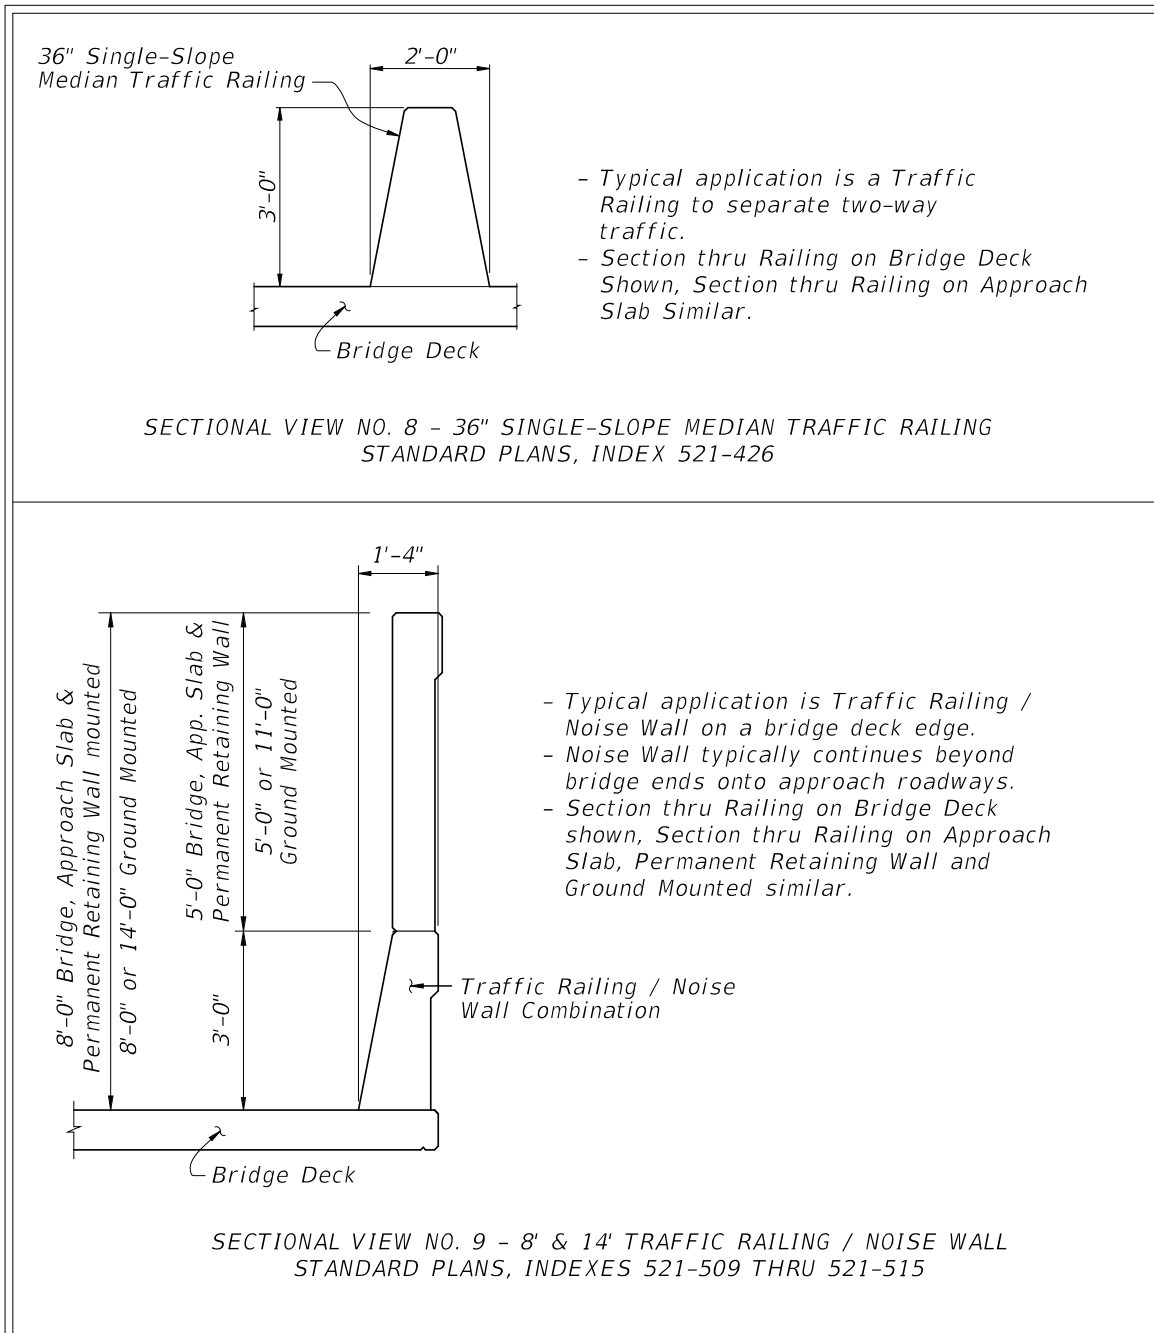 36" Single-Slope
Median Traffic Railing
2'-0"
3'-0"
- Typical application is a Traffic
Railing to separate two-way
traffic.
- Section thru Railing on Bridge Deck
Shown, Section thru Railing on Approach
Slab Similar.
Bridge Deck
SECTIONAL VIEW NO. 8 - 36" SINGLE-SLOPE MEDIAN TRAFFIC RAILING
STANDARD PLANS, INDEX 521-426
1'-4"
8'-0" Bridge, Approach Slab &
Permanent Retaining Wall mounted
8'-0" or 14'-0" Ground Mounted
5'-0" Bridge, App. Slab &
Permanent Retaining Wall
5'-0" or 11'-0"
Ground Mounted
3'-0"
- Typical application is Traffic Railing /
Noise Wall on a bridge deck edge.
- Noise Wall typically continues beyond
bridge ends onto approach roadways.
- Section thru Railing on Bridge Deck
shown, Section thru Railing on Approach
Slab, Permanent Retaining Wall and
Ground Mounted similar.
Traffic Railing / Noise
Wall Combination
Bridge Deck
SECTIONAL VIEW NO. 9 - 8' & 14' TRAFFIC RAILING / NOISE WALL
STANDARD PLANS, INDEXES 521-509 THRU 521-515